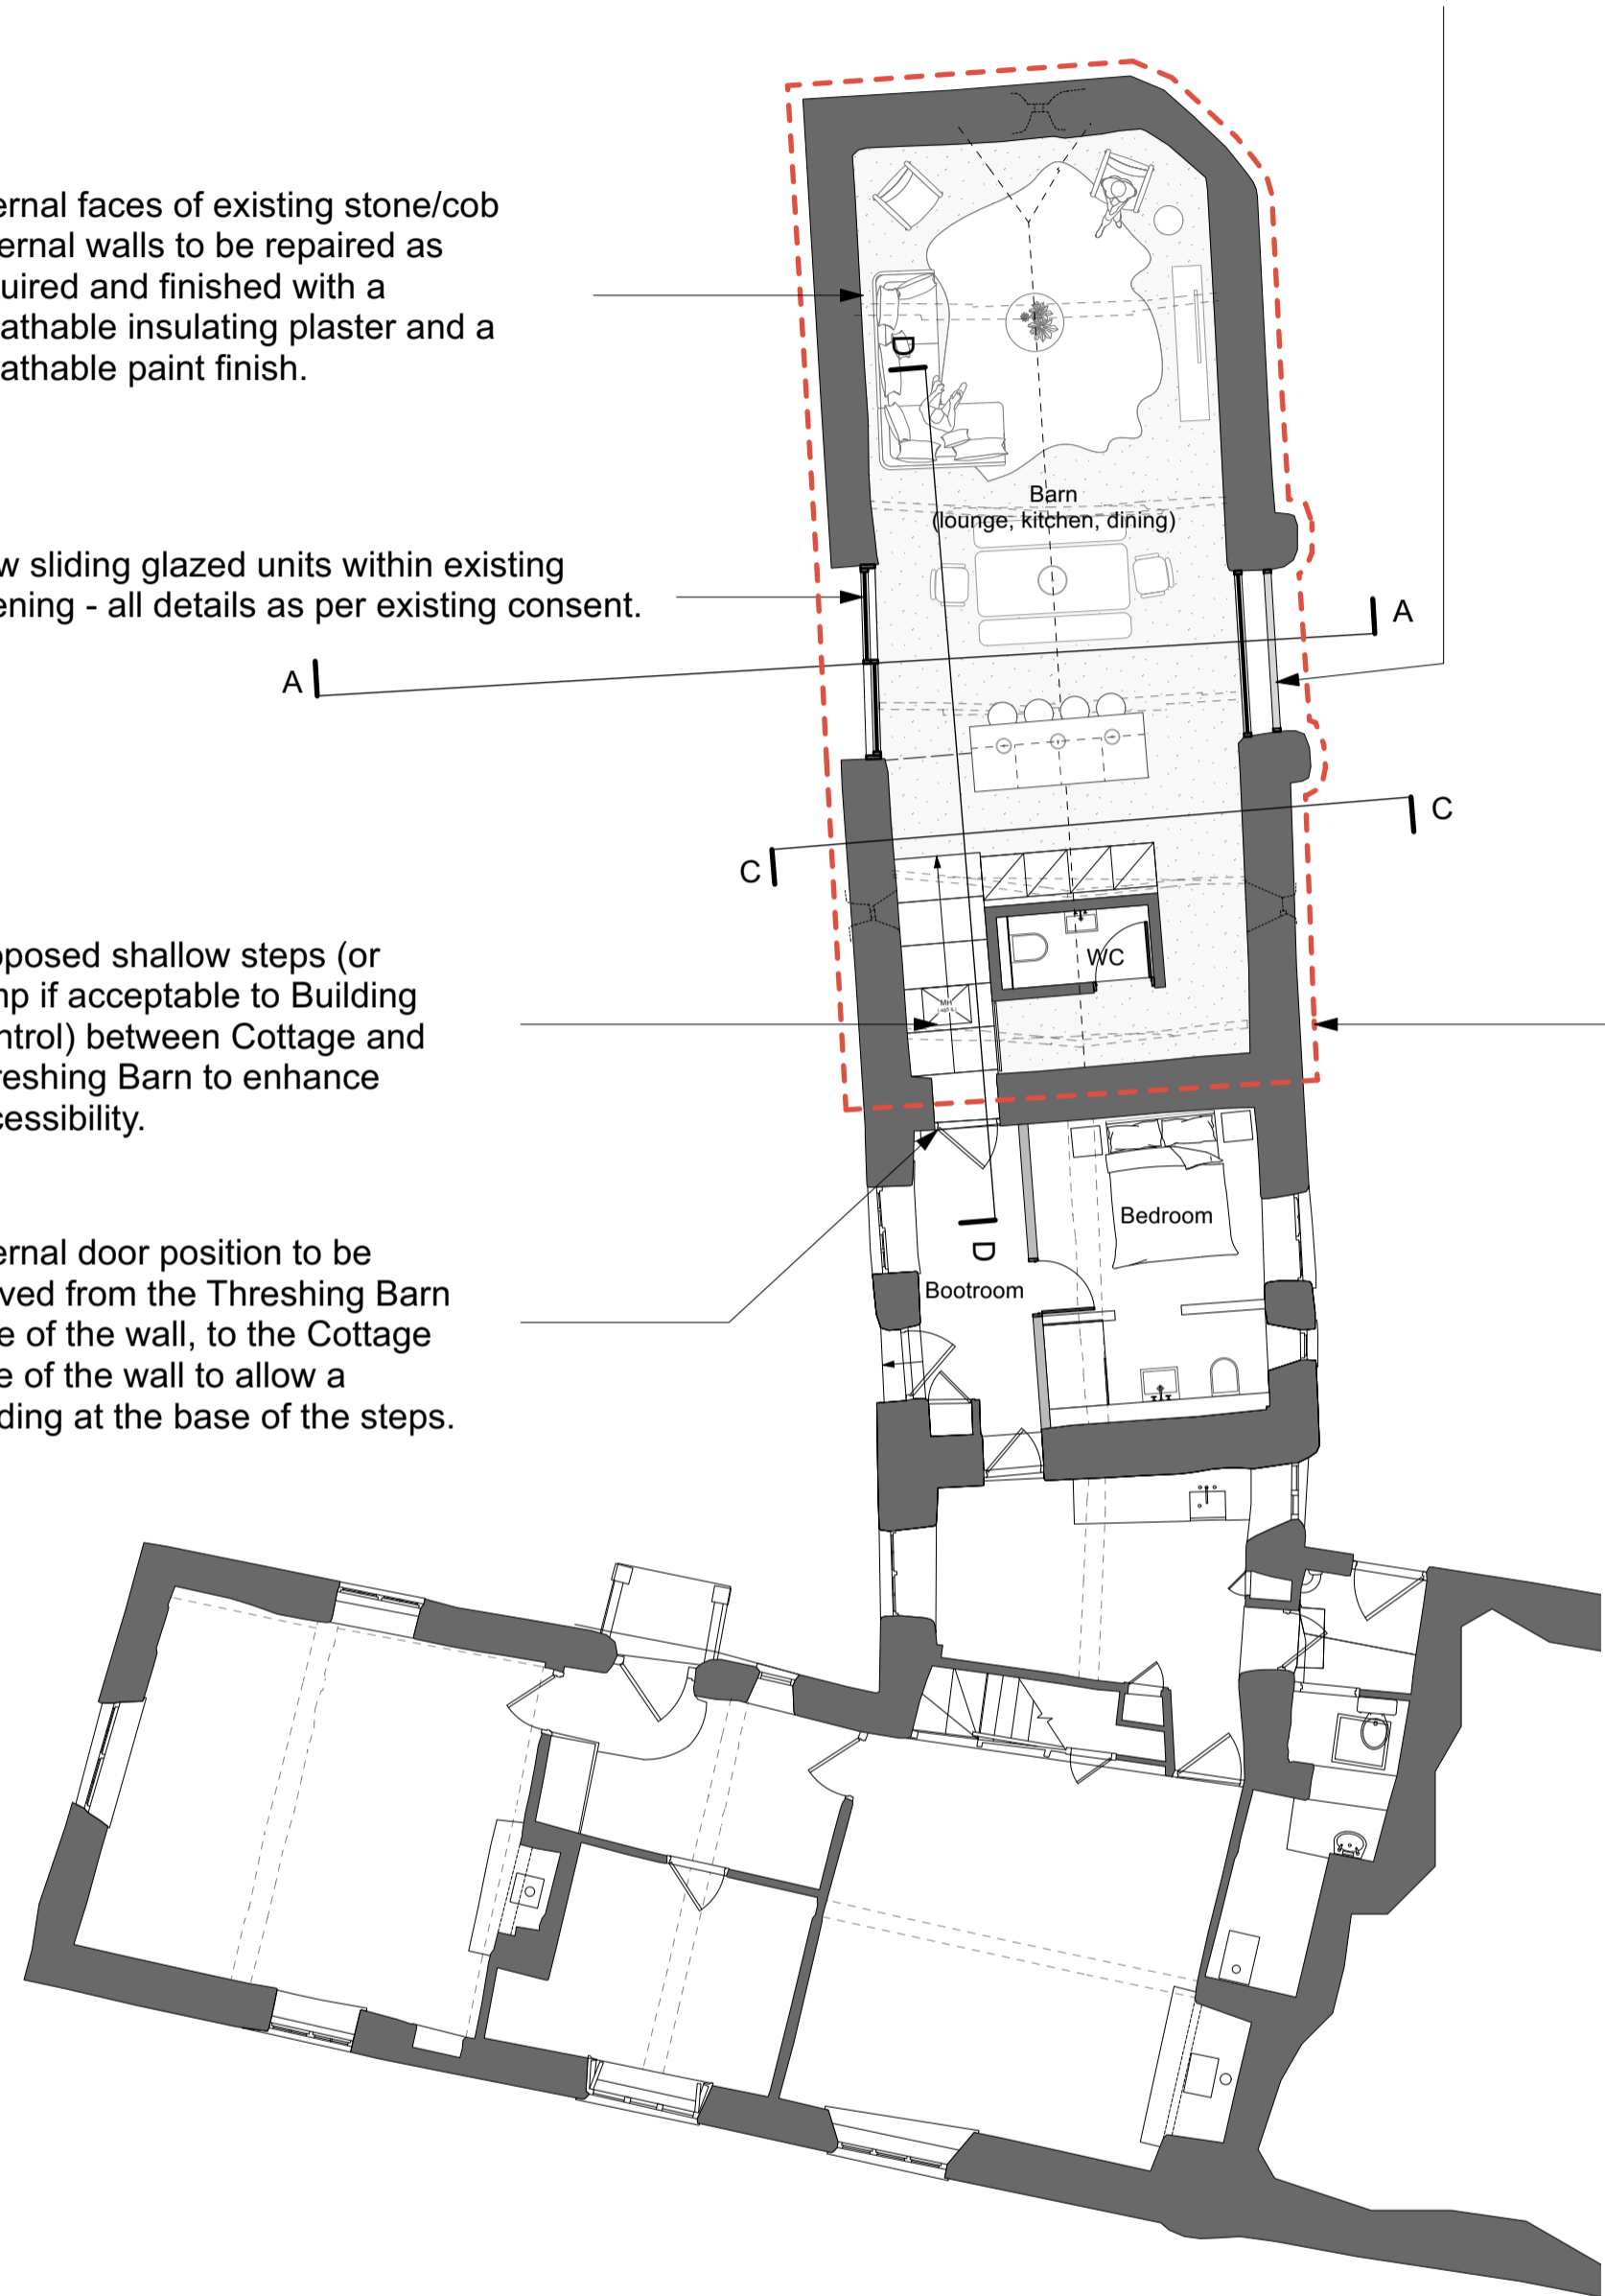 ernal faces of existing stone/cob
ernal walls to be repaired as
uired and finished with a
athable insulating plaster and a
athable paint finish.
D
Barn
(lounge, kitchen, dining)
w sliding glazed units within existing
ening - all details as per existing consent.
A
A
C
C
oposed shallow steps (or
mp if acceptable to Building
ntrol) between Cottage and
reshing Barn to enhance
cessibility.
WC
MH
ernal door position to be
ved from the Threshing Barn
e of the wall, to the Cottage
e of the wall to allow a
ding at the base of the steps.
Bedroom
D
Bootroom